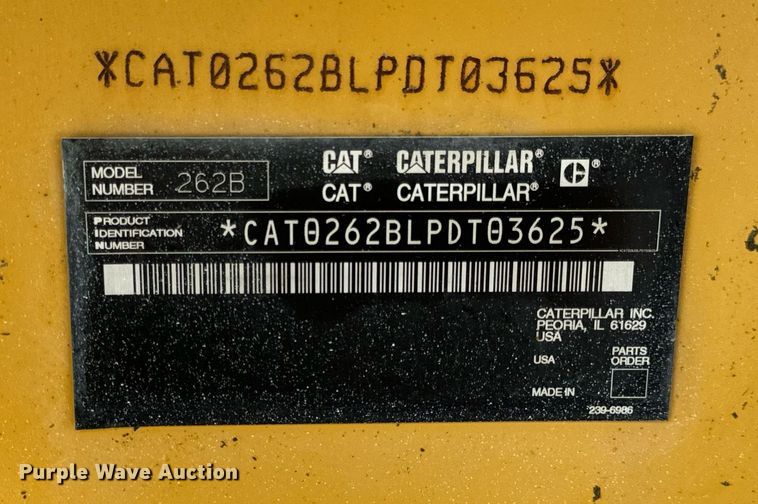 *CAT0262BLPDT03625*
MODEL NUMBER 262B
CAT® CATERPILLAR® ®
CAT® CATERPILLAR®
PRODUCT IDENTIFICATION NUMBER *CAT0262BLPDT03625*
CATERPILLAR INC.
PEORIA, IL 61629
USA
USA PARTS ORDER
MADE IN
239-6986
Purple Wave Auction